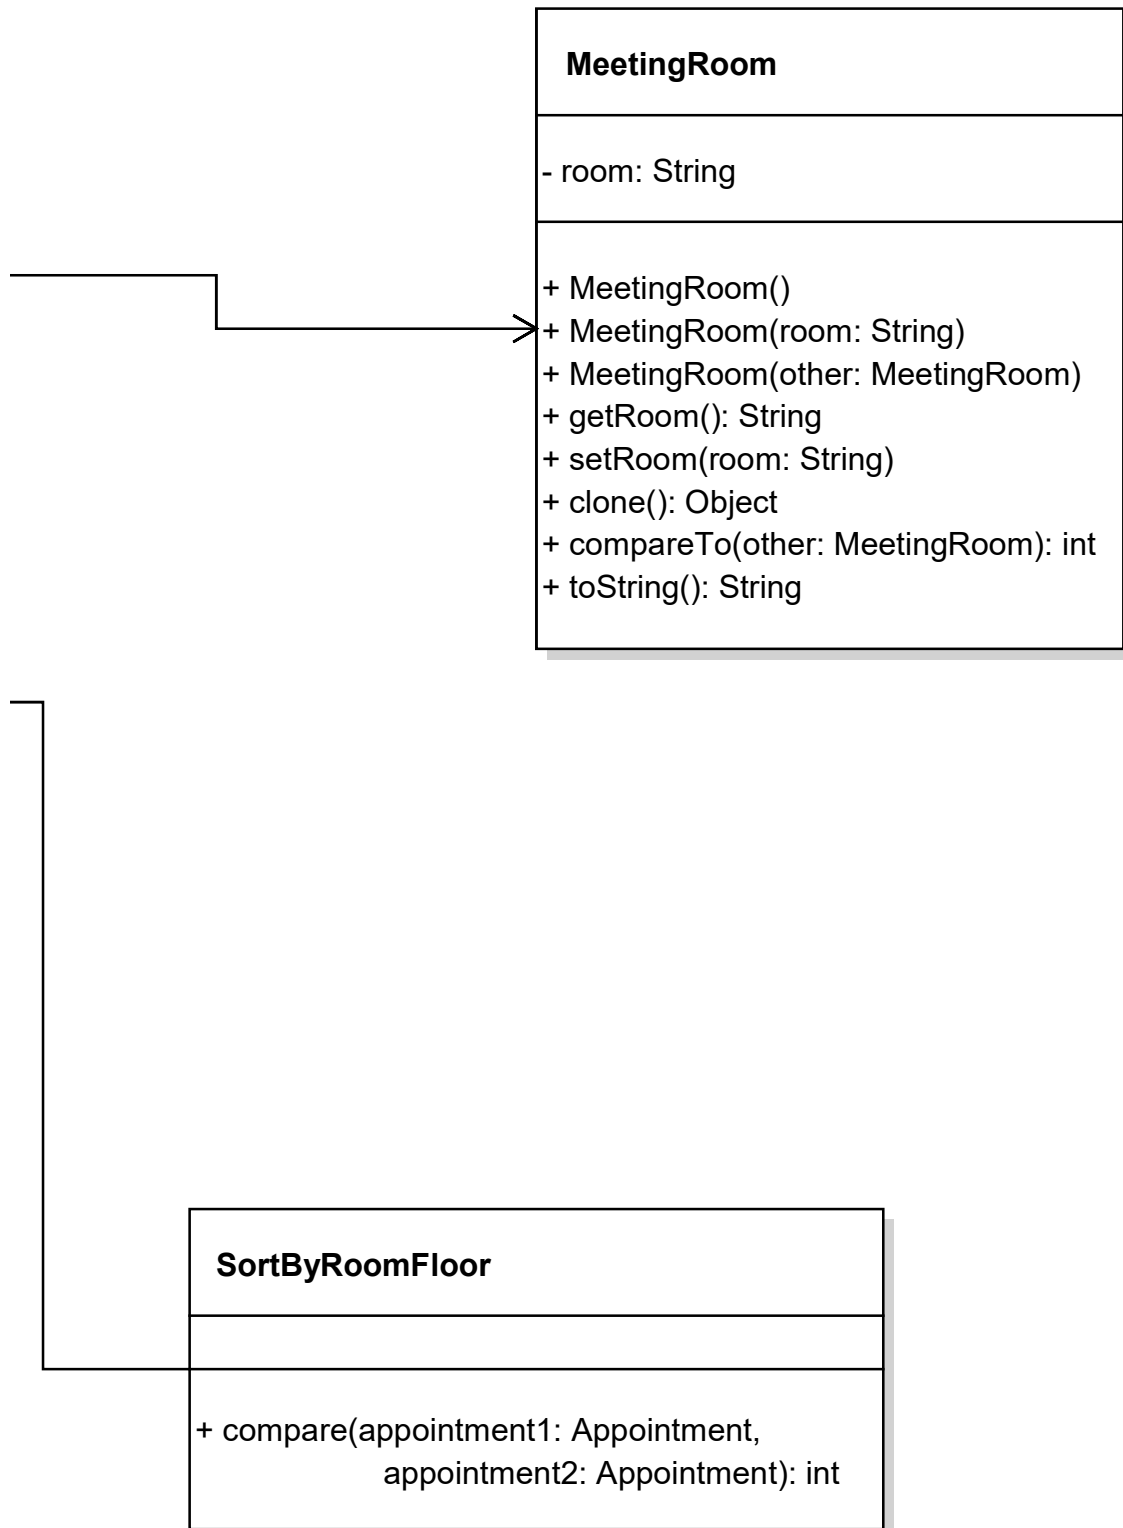 MeetingRoom
- room: String
+ MeetingRoom()
+ MeetingRoom(room: String)
+ MeetingRoom(other: MeetingRoom)
+ getRoom(): String
+ setRoom(room: String)
+ clone(): Object
+ compareTo(other: MeetingRoom): int
+ toString(): String
SortByRoomFloor
+ compare(appointment1: Appointment,
appointment2: Appointment): int